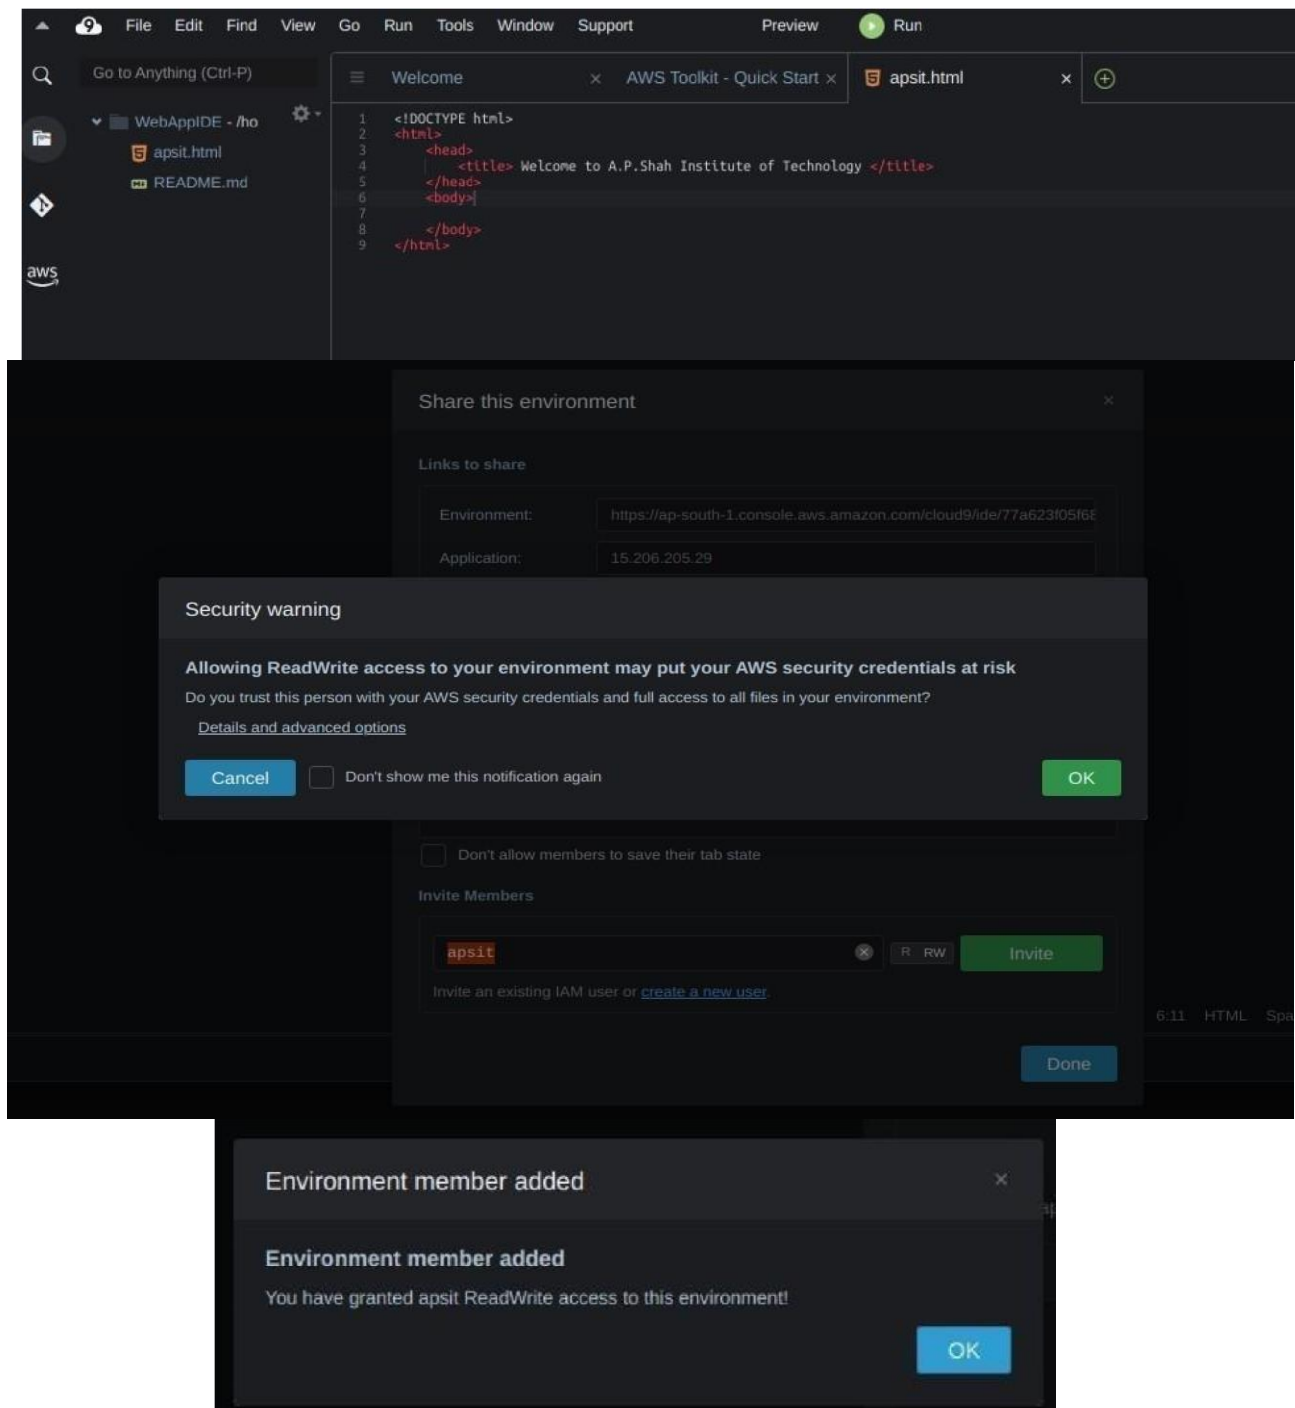 9 File Edit Find View Go Run Tools Window Support Preview Run
Go to Anything (Ctrl-P)
Welcome × AWS Toolkit - Quick Start × apsit.html ×
WebAppIDE - /ho
apsit.html
README.md
aws
1 <!DOCTYPE html>
2 <html>
3 <head>
4 <title> Welcome to A.P.Shah Institute of Technology </title>
5 </head>
6 <body>
7
8 </body>
9 </html>
Share this environment ×
Links to share
Environment: https://ap-south-1.console.aws.amazon.com/cloud9/ide/77a623f05f68
Application: 15.206.205.29
Security warning
Allowing ReadWrite access to your environment may put your AWS security credentials at risk
Do you trust this person with your AWS security credentials and full access to all files in your environment?
Details and advanced options
Cancel Don't show me this notification again OK
Don't allow members to save their tab state
Invite Members
apsit R RW Invite
Invite an existing IAM user or create a new user.
6:11 HTML Spa
Done
Environment member added ×
Environment member added
You have granted apsit ReadWrite access to this environment!
OK